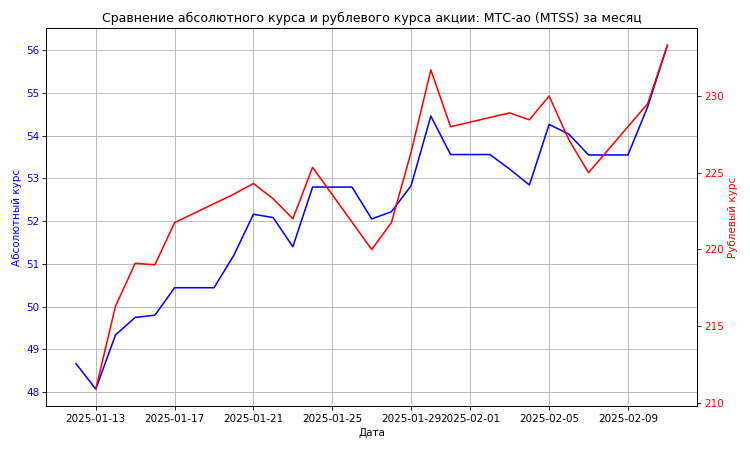 Сравнение абсолютного курса и рублевого курса акции: МТС-ао (MTSS) за месяц
56
55
54
53
52
51
50
49
48
Абсолютный курс
230
225
220
215
210
Рублевый курс
2025-01-13 2025-01-17 2025-01-21 2025-01-25 2025-01-29 2025-02-01 2025-02-05 2025-02-09
Дата